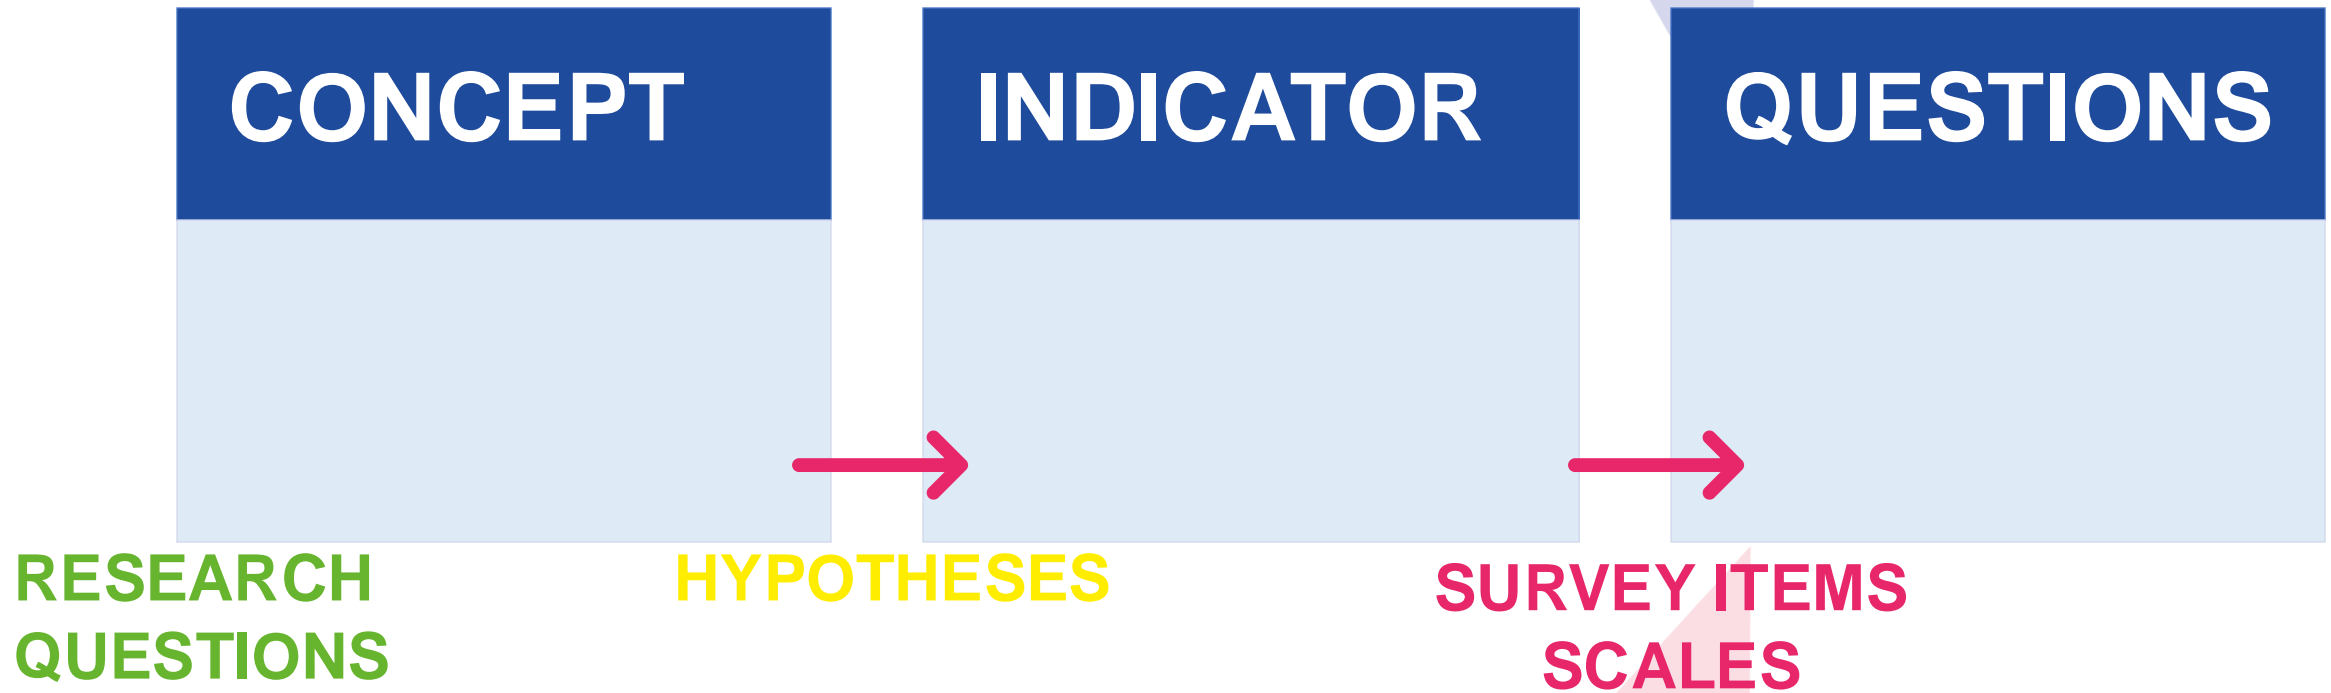 CONCEPT
INDICATOR
QUESTIONS
RESEARCH
QUESTIONS
HYPOTHESES
SURVEY ITEMS
SCALES